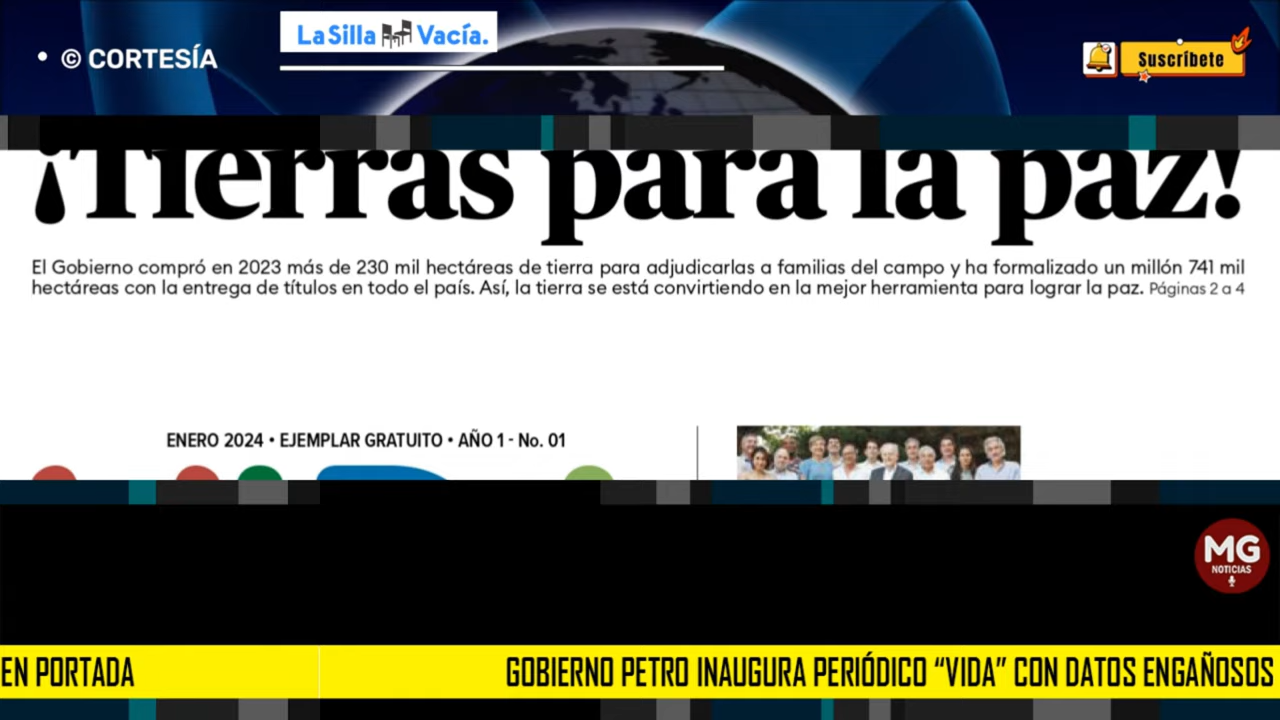 © CORTESÍA
La Silla Vacía.
Suscríbete
¡Tierras para la paz!
El Gobierno compró en 2023 más de 230 mil hectáreas de tierra para adjudicarlas a familias del campo y ha formalizado un millón 741 mil
hectáreas con la entrega de títulos en todo el país. Así, la tierra se está convirtiendo en la mejor herramienta para lograr la paz. Páginas 2 a 4
ENERO 2024 • EJEMPLAR GRATUITO • AÑO 1 - No. 01
MG
NOTICIAS
EN PORTADA
GOBIERNO PETRO INAUGURA PERIÓDICO “VIDA” CON DATOS ENGAÑOSOS